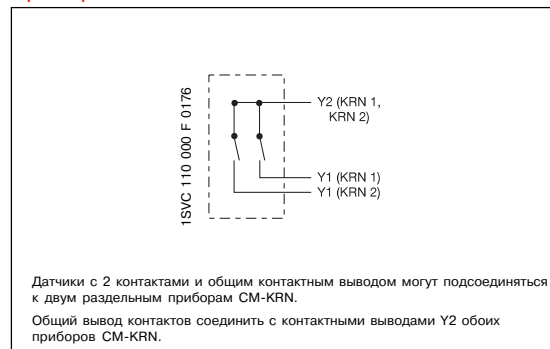 1SVC 110 000 F 0176
Y2 (KRN 1,
KRN 2)
Y1 (KRN 1)
Y1 (KRN 2)
Датчики с 2 контактами и общим контактным выводом могут подсоединяться
к двум раздельным приборам CM-KRN.
Общий вывод контактов соединить с контактными выводами Y2 обоих
приборов CM-KRN.